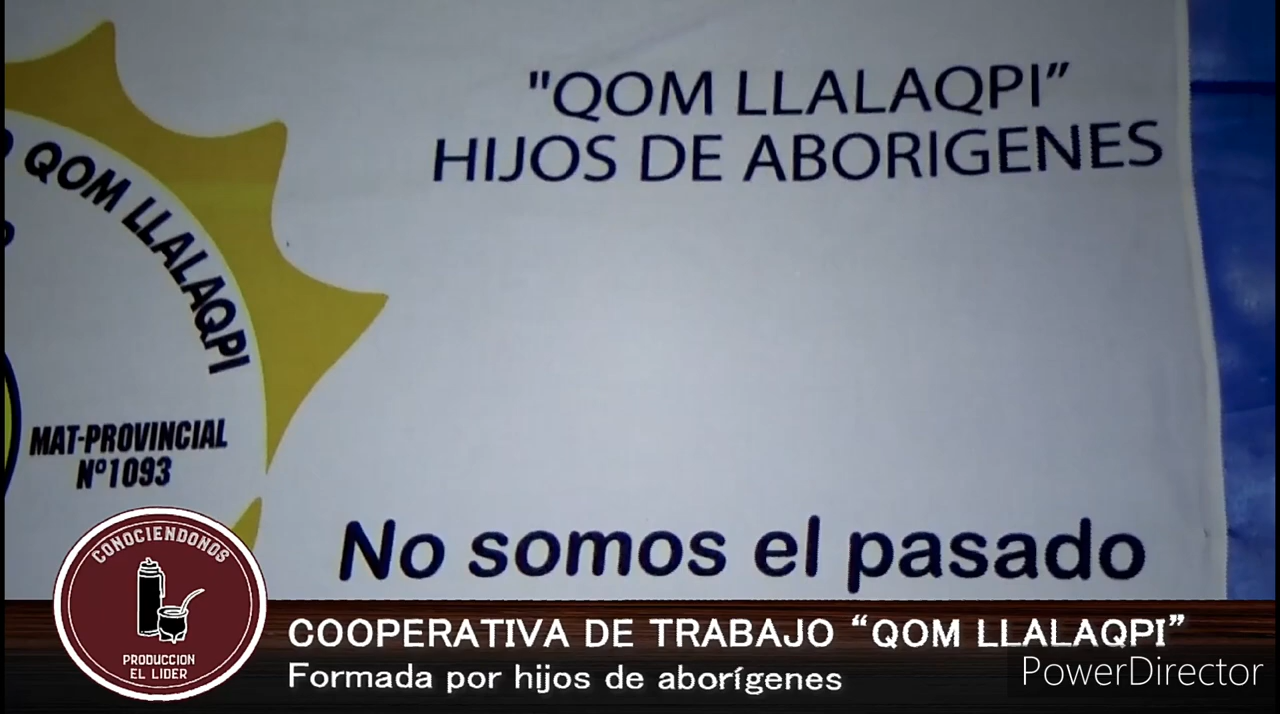 "QOM LLALAQPI”
HIJOS DE ABORIGENES
QOM LLALAQPI
MAT-PROVINCIAL
Nº1093
No somos el pasado
CONOCIENDONOS
PRODUCCION
EL LIDER
COOPERATIVA DE TRABAJO “QOM LLALAQPI”
Formada por hijos de aborígenes
PowerDirector